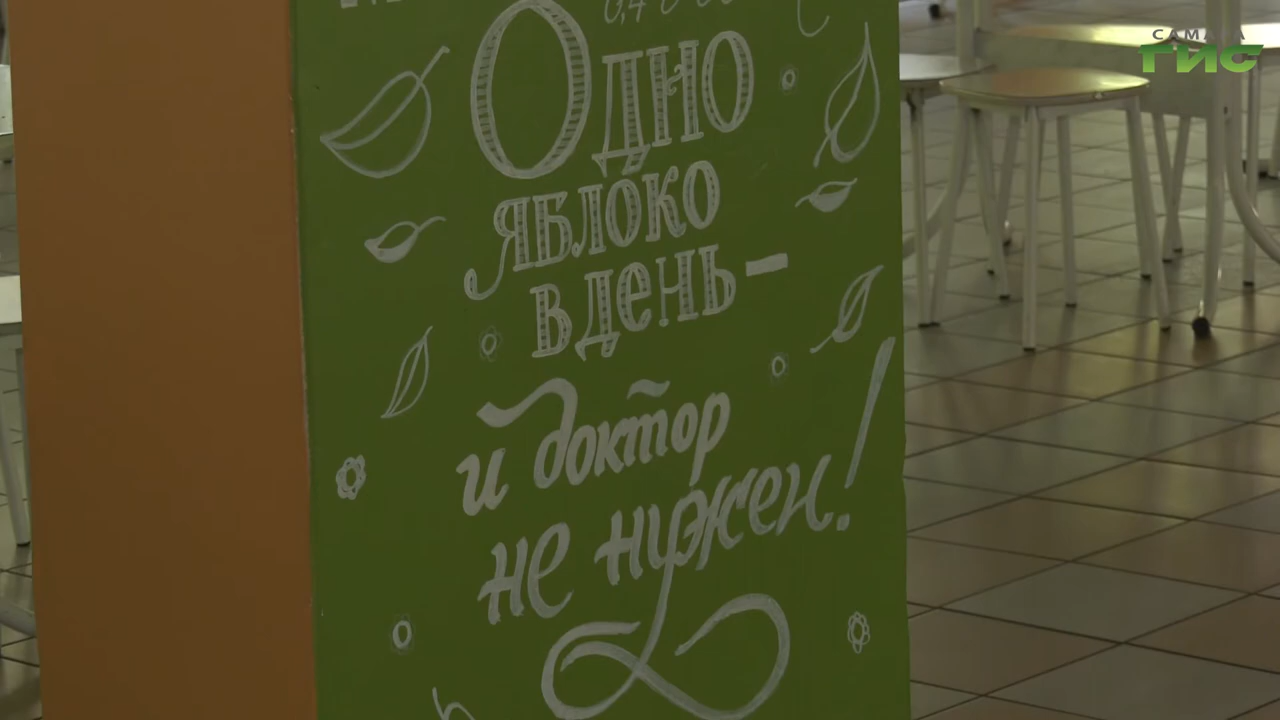 САМАРА
ГИС
Одно
яблоко
в день-
и доктор
не нужен!